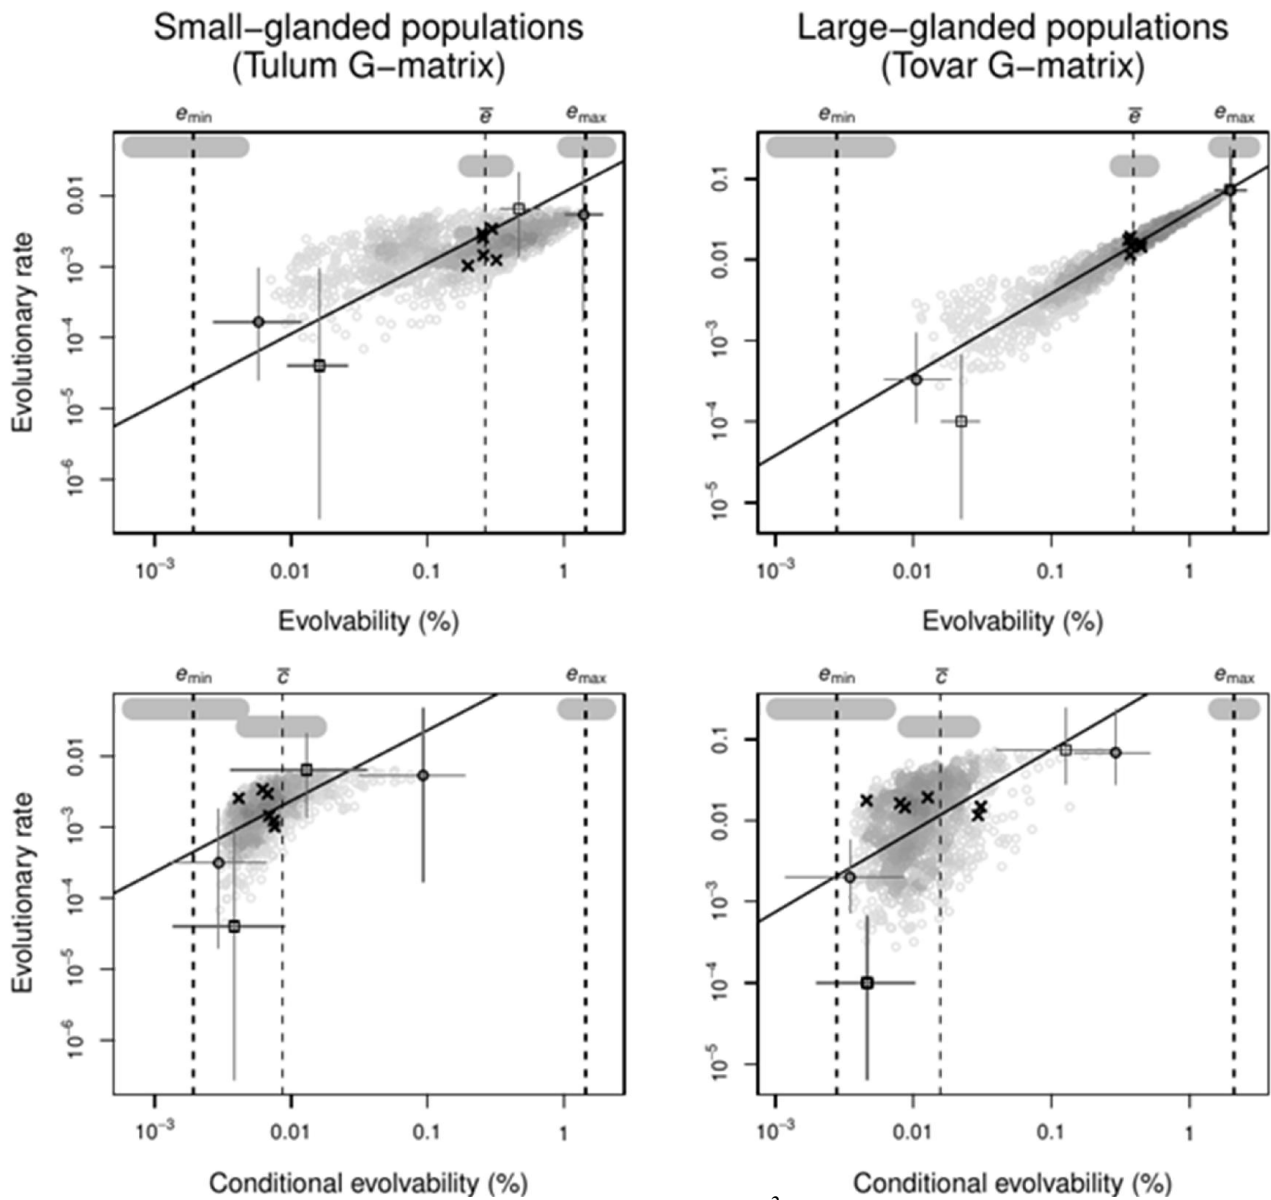 Small−glanded populations
(Tulum G−matrix)
Large−glanded populations
(Tovar G−matrix)
e_min e̅ e_max
e_min e̅ e_max
Evolutionary rate
0.01
10⁻³
10⁻⁴
10⁻⁵
10⁻⁶
0.1
0.01
10⁻³
10⁻⁴
10⁻⁵
10⁻³ 0.01 0.1 1
10⁻³ 0.01 0.1 1
Evolvability (%)
Evolvability (%)
e_min c̅ e_max
e_min c̅ e_max
Evolutionary rate
0.01
10⁻³
10⁻⁴
10⁻⁵
10⁻⁶
0.1
0.01
10⁻³
10⁻⁴
10⁻⁵
10⁻³ 0.01 0.1 1
10⁻³ 0.01 0.1 1
Conditional evolvability (%)
Conditional evolvability (%)